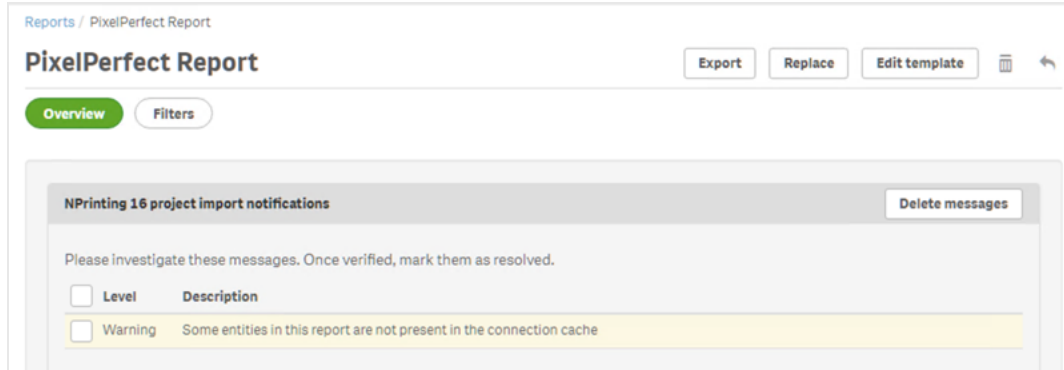 Reports / PixelPerfect Report
PixelPerfect Report
Export Replace Edit template
Overview Filters
NPrinting 16 project import notifications Delete messages
Please investigate these messages. Once verified, mark them as resolved.
Level Description
Warning Some entities in this report are not present in the connection cache